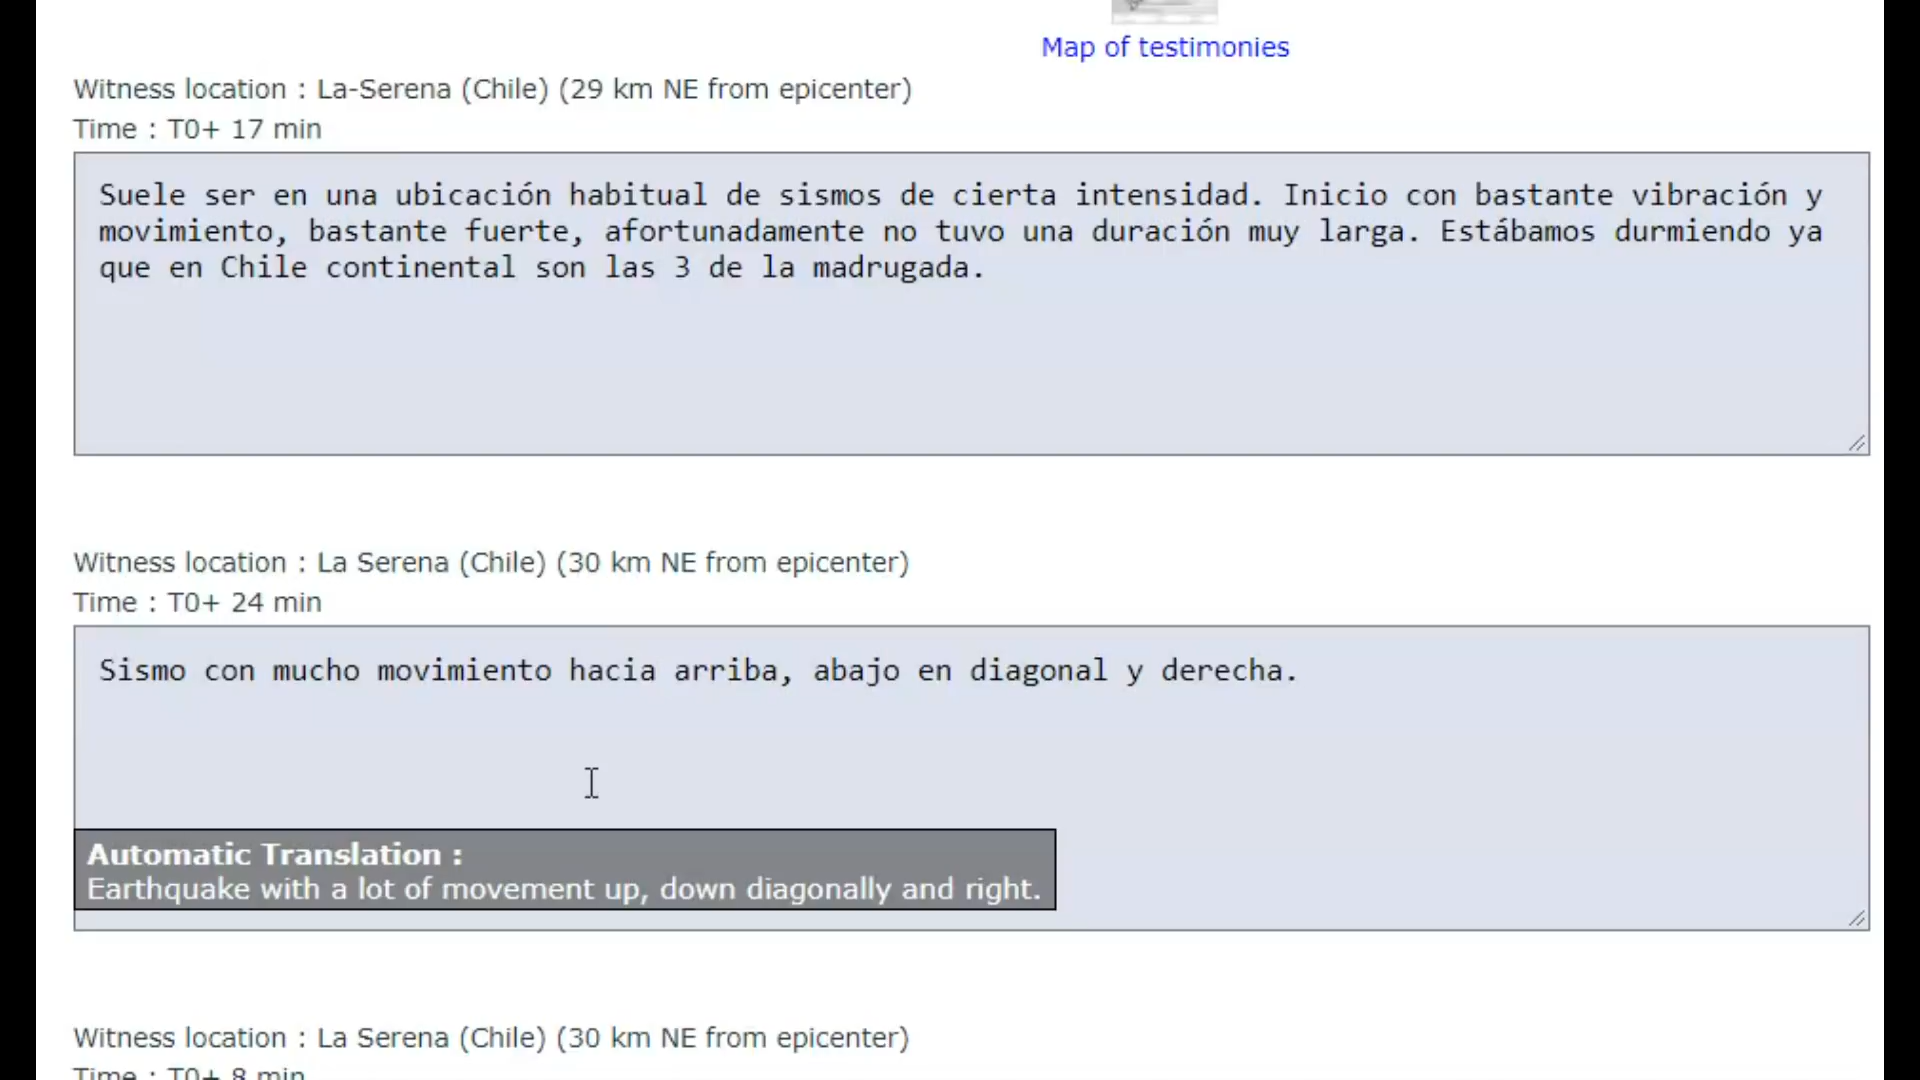 Map of testimonies
Witness location : La-Serena (Chile) (29 km NE from epicenter)
Time : T0+ 17 min
Suele ser en una ubicación habitual de sismos de cierta intensidad. Inicio con bastante vibración y
movimiento, bastante fuerte, afortunadamente no tuvo una duración muy larga. Estábamos durmiendo ya
que en Chile continental son las 3 de la madrugada.
Witness location : La Serena (Chile) (30 km NE from epicenter)
Time : T0+ 24 min
Sismo con mucho movimiento hacia arriba, abajo en diagonal y derecha.
Automatic Translation :
Earthquake with a lot of movement up, down diagonally and right.
Witness location : La Serena (Chile) (30 km NE from epicenter)
Time : T0+ 8 min